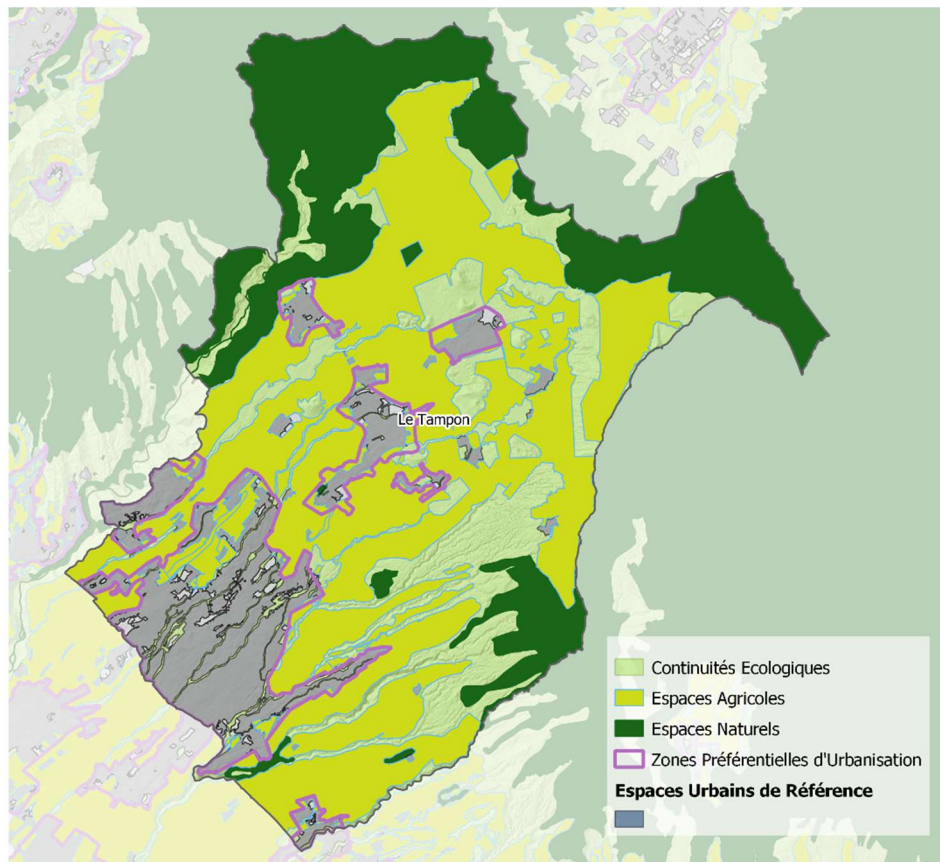 Le Tampon
Continuités Ecologiques
Espaces Agricoles
Espaces Naturels
Zones Préférentielles d'Urbanisation
Espaces Urbains de Référence